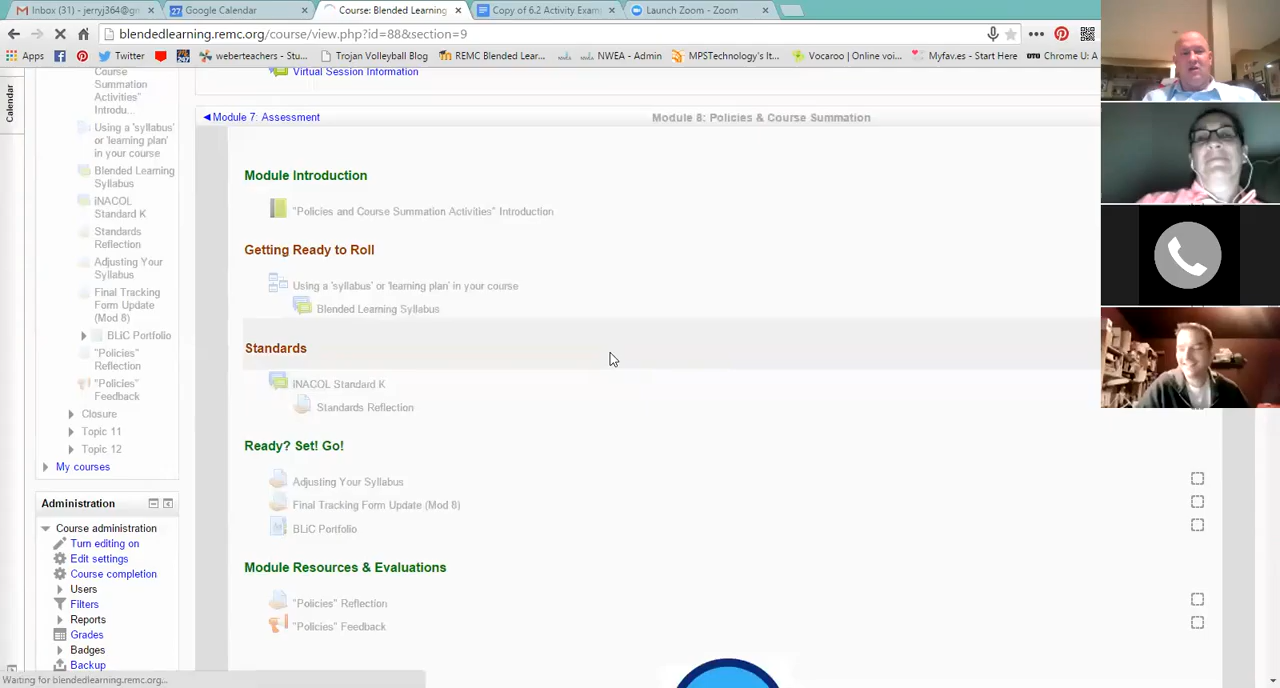 Inbox (31) - jerryj364@gm
Google Calendar
Course: Blended Learning
Copy of 6.2 Activity Exam
Launch Zoom - Zoom
27
blendedlearning.remc.org/course/view.php?id=88&section=9
Apps
Twitter
weberteachers - Stu...
Trojan Volleyball Blog
REMC Blended Lear...
NWEA - Admin
MPSTechnology's It...
Vocaroo | Online voi...
Myfav.es - Start Here
Chrome U: A
Calendar
Course
Summation
Activities"
Introdu...
Using a 'syllabus'
or 'learning plan'
in your course
Blended Learning
Syllabus
iNACOL
Standard K
Standards
Reflection
Adjusting Your
Syllabus
Final Tracking
Form Update
(Mod 8)
BLiC Portfolio
"Policies"
Reflection
"Policies"
Feedback
Closure
Topic 11
Topic 12
My courses
Administration
Course administration
Turn editing on
Edit settings
Course completion
Users
Filters
Reports
Grades
Badges
Backup
Virtual Session Information
Module 7: Assessment
Module 8: Policies & Course Summation
Module Introduction
"Policies and Course Summation Activities" Introduction
Getting Ready to Roll
Using a 'syllabus' or 'learning plan' in your course
Blended Learning Syllabus
Standards
iNACOL Standard K
Standards Reflection
Ready? Set! Go!
Adjusting Your Syllabus
Final Tracking Form Update (Mod 8)
BLiC Portfolio
Module Resources & Evaluations
"Policies" Reflection
"Policies" Feedback
Waiting for blendedlearning.remc.org...